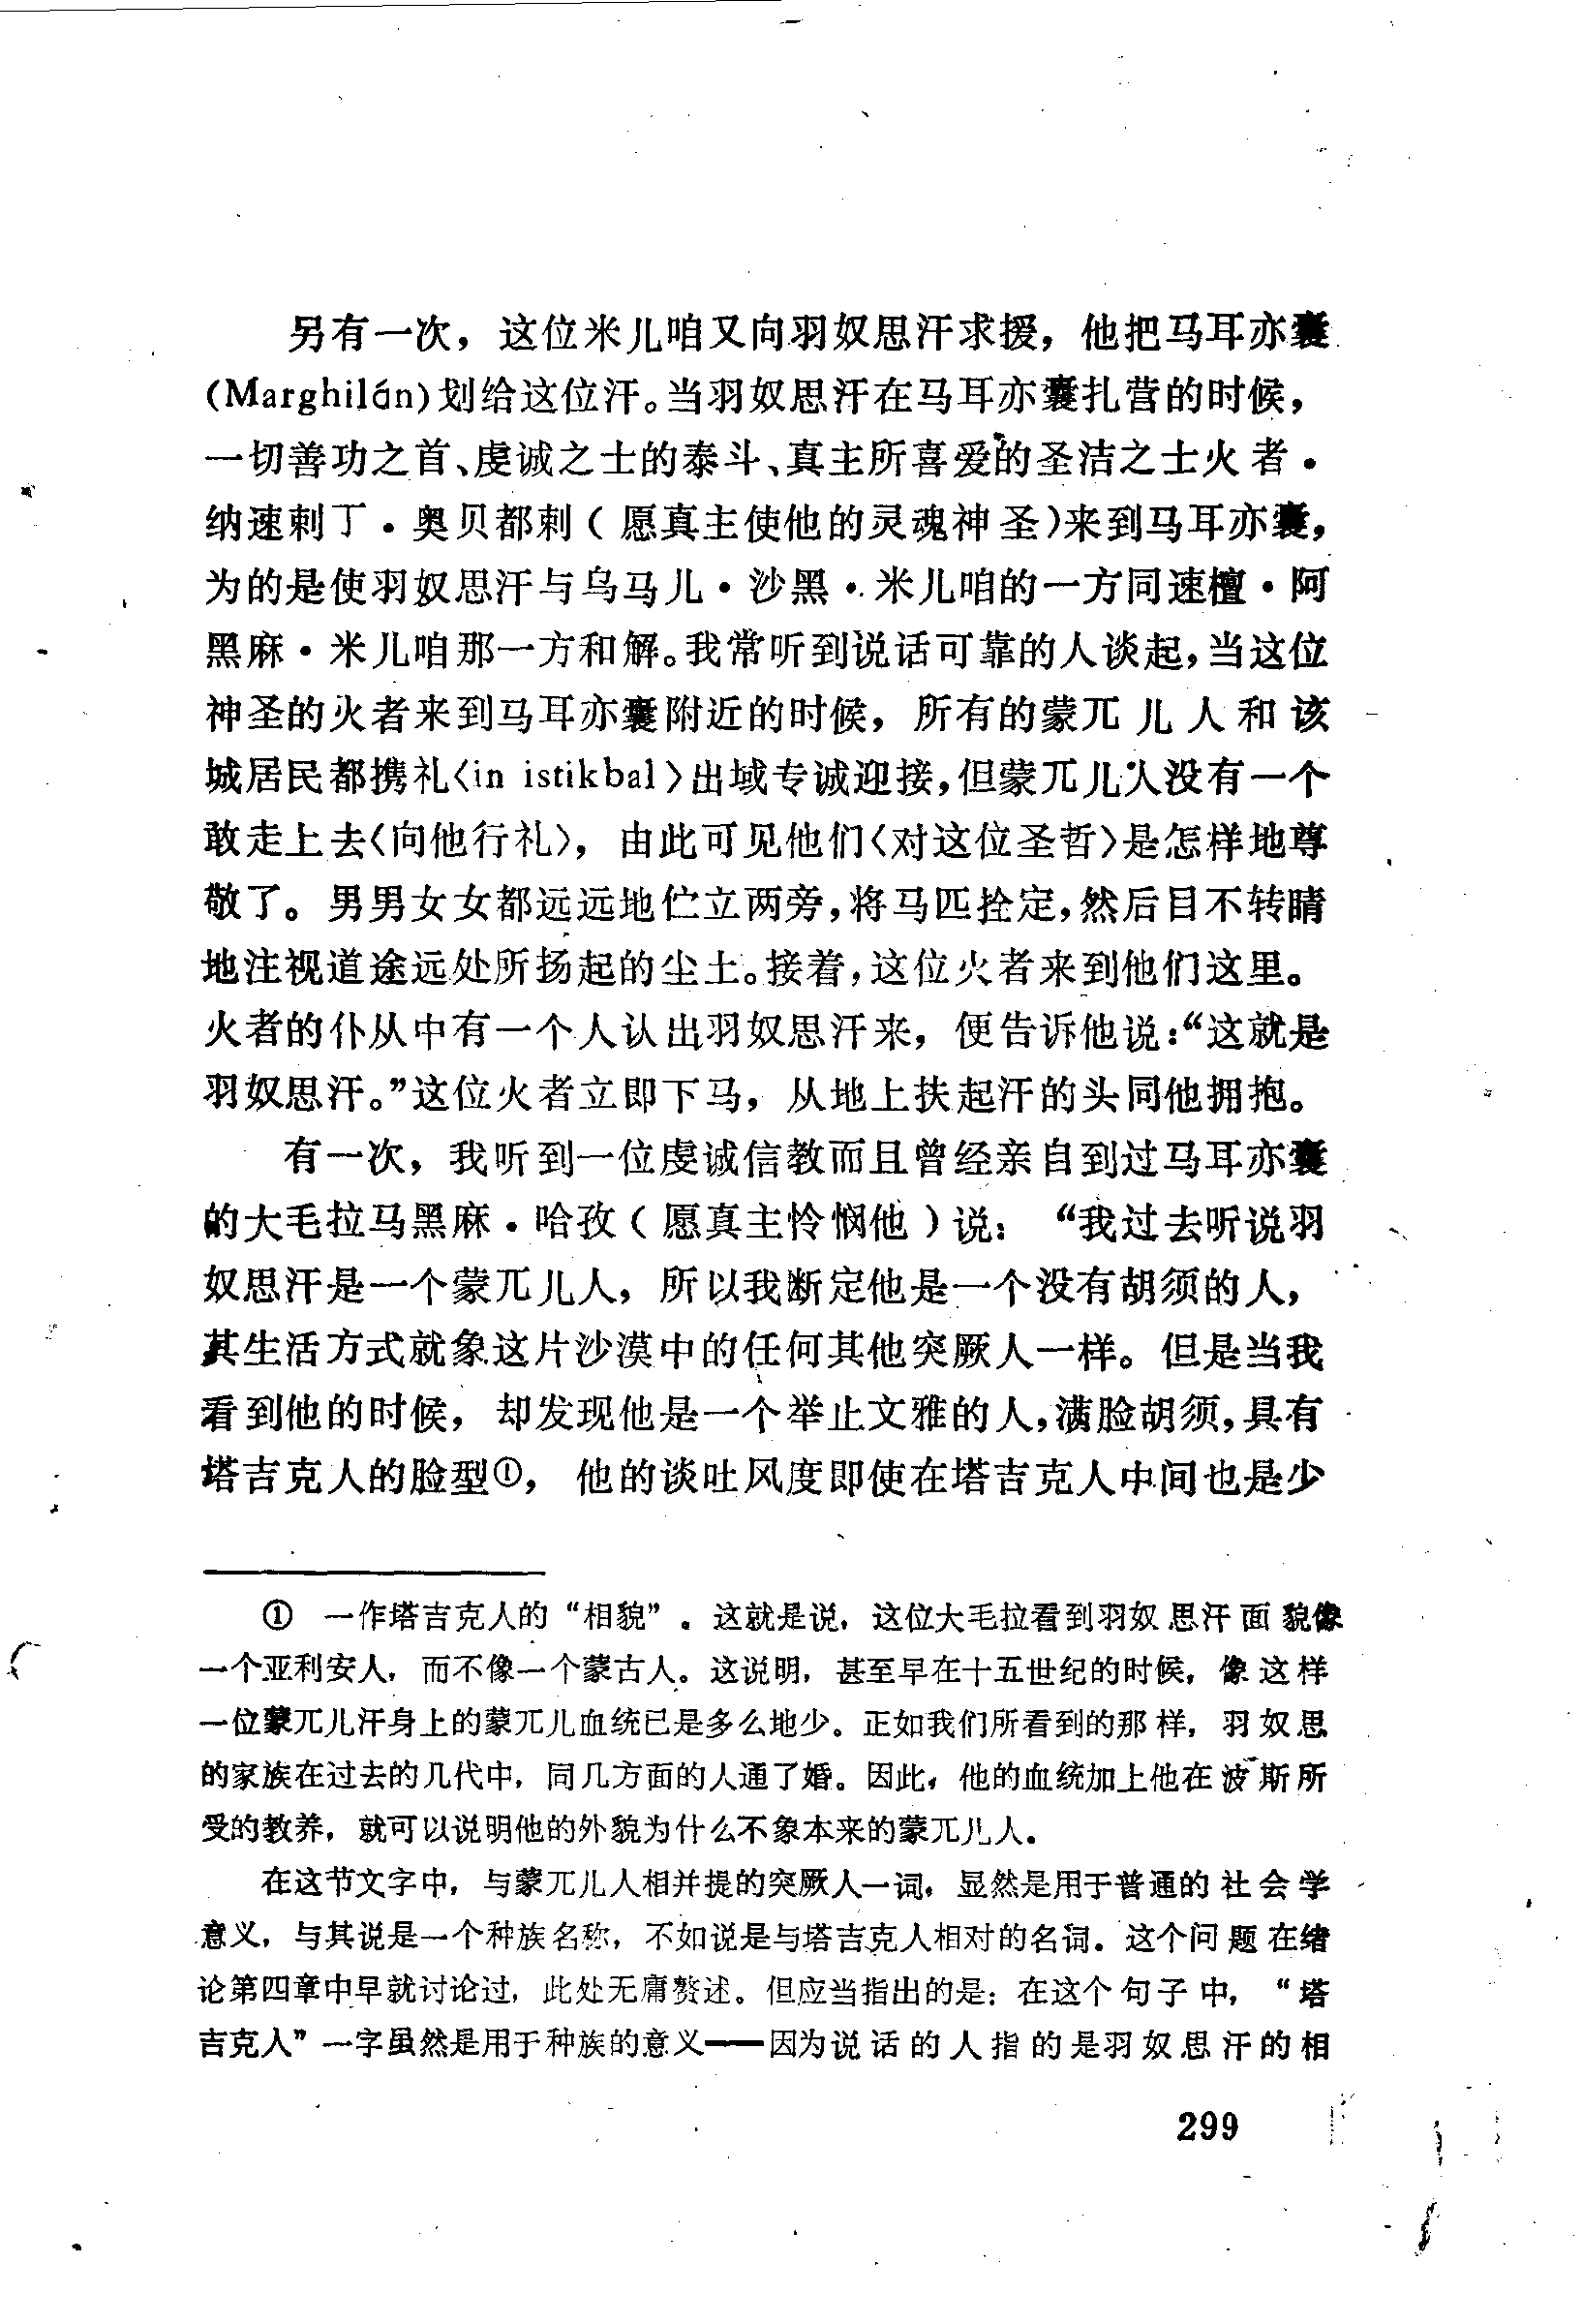 另有一次，这位米儿咱又向羽奴思汗求援，他把马耳亦囊
(Marghilán)划给这位汗。当羽奴思汗在马耳亦囊扎营的时候，
一切善功之首、虔诚之士的泰斗、真主所喜爱的圣洁之士火者·
纳速剌丁·奥贝都剌（愿真主使他的灵魂神圣）来到马耳亦囊，
为的是使羽奴思汗与乌马儿·沙黑·米儿咱的一方同速檀·阿
黑麻·米儿咱那一方和解。我常听到说话可靠的人谈起，当这位
神圣的火者来到马耳亦囊附近的时候，所有的蒙兀儿人和该
城居民都携礼〈in istikbal〉出域专诚迎接，但蒙兀儿人没有一个
敢走上去〈向他行礼〉，由此可见他们〈对这位圣哲〉是怎样地尊
敬了。男男女女都远远地伫立两旁，将马匹拴定，然后目不转睛
地注视道途远处所扬起的尘土。接着，这位火者来到他们这里。
火者的仆从中有一个人认出羽奴思汗来，便告诉他说：“这就是
羽奴思汗。”这位火者立即下马，从地上扶起汗的头同他拥抱。
有一次，我听到一位虔诚信教而且曾经亲自到过马耳亦囊
的大毛拉马黑麻·哈孜（愿真主怜悯他）说：“我过去听说羽
奴思汗是一个蒙兀儿人，所以我断定他是一个没有胡须的人，
其生活方式就象这片沙漠中的任何其他突厥人一样。但是当我
看到他的时候，却发现他是一个举止文雅的人，满脸胡须，具有
塔吉克人的脸型①，他的谈吐风度即使在塔吉克人中间也是少
① 一作塔吉克人的“相貌”。这就是说，这位大毛拉看到羽奴思汗面貌像
一个亚利安人，而不像一个蒙古人。这说明，甚至早在十五世纪的时候，像这样
一位蒙兀儿汗身上的蒙兀儿血统已是多么地少。正如我们所看到的那样，羽奴思
的家族在过去的几代中，同几方面的人通了婚。因此，他的血统加上他在波斯所
受的教养，就可以说明他的外貌为什么不象本来的蒙兀儿人。
在这节文字中，与蒙兀儿人相并提的突厥人一词，显然是用于普通的社会学
意义，与其说是一个种族名称，不如说是与塔吉克人相对的名词。这个问题在绪
论第四章中早就讨论过，此处无庸赘述。但应当指出的是：在这个句子中，“塔
吉克人”一字虽然是用于种族的意义——因为说话的人指的是羽奴思汗的相
299